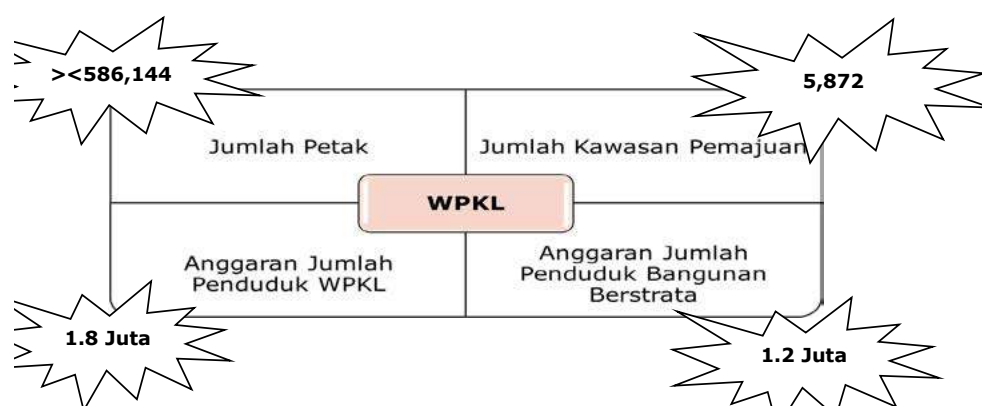 ><586,144
5,872
Jumlah Petak
Jumlah Kawasan Pemajuan
WPKL
Anggaran Jumlah
Penduduk WPKL
Anggaran Jumlah
Penduduk Bangunan
Berstrata
1.8 Juta
1.2 Juta